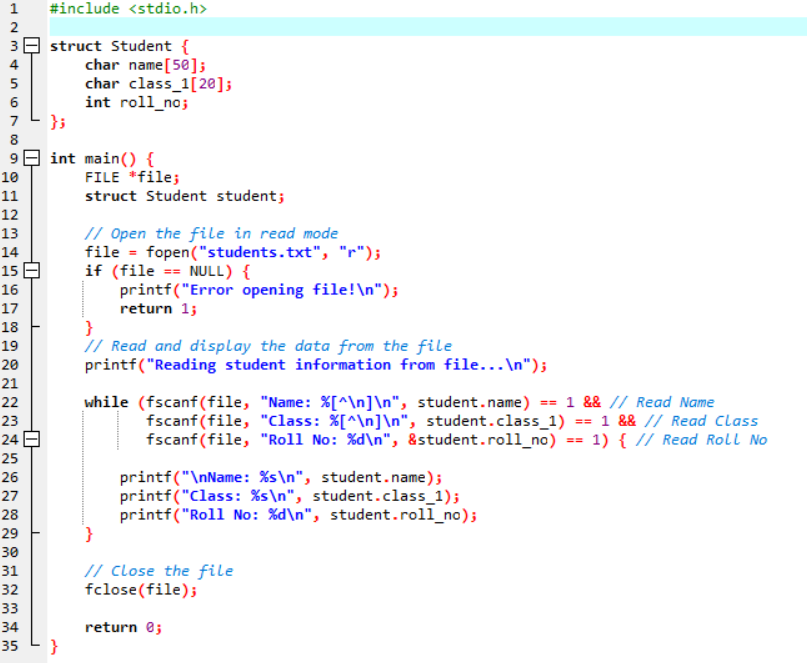 1 #include <stdio.h>
2
3 struct Student {
4     char name[50];
5     char class_1[20];
6     int roll_no;
7 };
8
9 int main() {
10     FILE *file;
11     struct Student student;
12
13     // Open the file in read mode
14     file = fopen("students.txt", "r");
15     if (file == NULL) {
16         printf("Error opening file!\n");
17         return 1;
18     }
19     // Read and display the data from the file
20     printf("Reading student information from file...\n");
21
22     while (fscanf(file, "Name: %[^\n]\n", student.name) == 1 && // Read Name
23            fscanf(file, "Class: %[^\n]\n", student.class_1) == 1 && // Read Class
24            fscanf(file, "Roll No: %d\n", &student.roll_no) == 1) { // Read Roll No
25
26         printf("\nName: %s\n", student.name);
27         printf("Class: %s\n", student.class_1);
28         printf("Roll No: %d\n", student.roll_no);
29     }
30
31     // Close the file
32     fclose(file);
33
34     return 0;
35 }